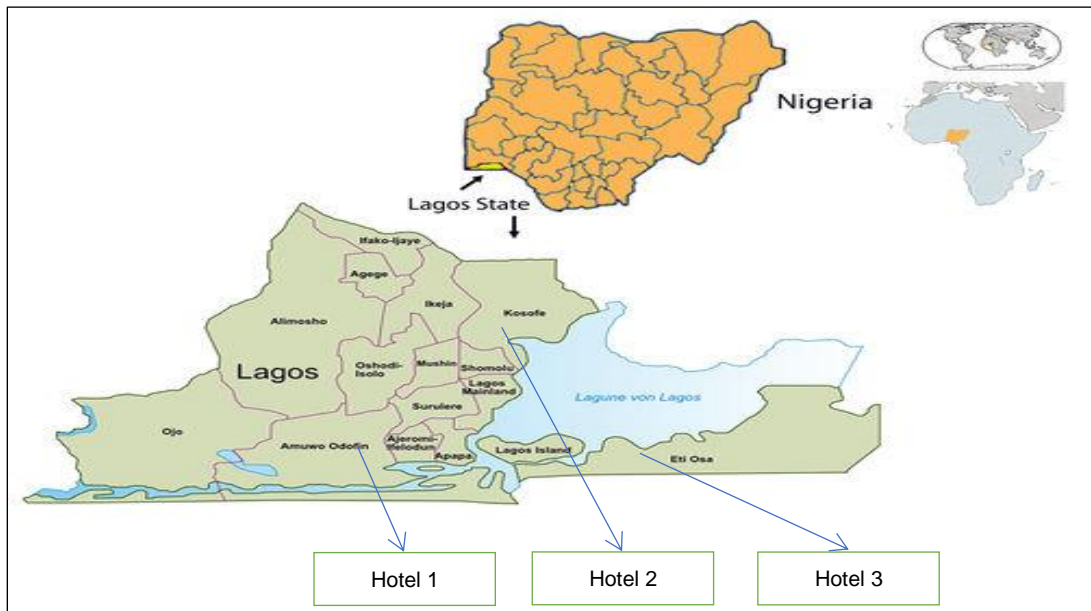 Nigeria
Lagos State
Ifako-Ijaye
Agege
Ikeja
Kosofe
Alimosho
Lagos
Oshodi-
Isolo
Mushin
Shomolu
Lagos
Mainland
Surulere
Lagune von Lagos
Ojo
Amuwo Odofin
Ajeromi-
Ifelodun
Apapa
Lagos Island
Eti Osa
Hotel 1
Hotel 2
Hotel 3